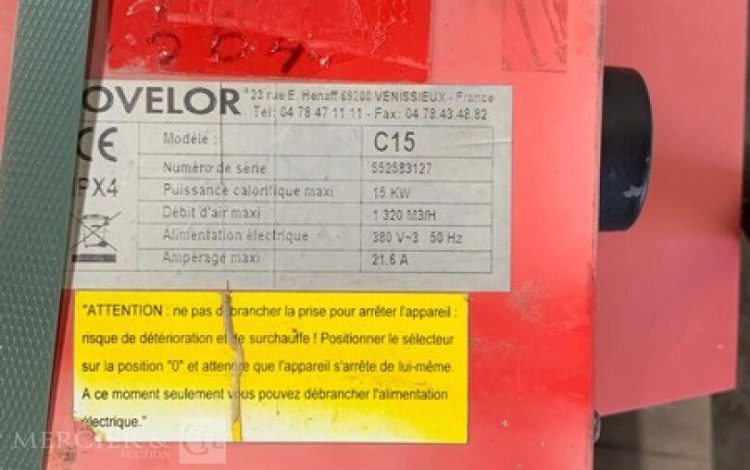 OVELOR
23 rue E. Henaff 69200 VENISSIEUX - France
Tel: 04 78 47 11 11 - Fax: 04.78.43.48.82
CE
Modèle : C15
Numéro de série 552583127
PX4
Puissance calorifique maxi 15 KW
Débit d'air maxi 1 320 M3/H
Alimentation électrique 380 V~3 50 Hz
Ampérage maxi 21.6 A
"ATTENTION : ne pas débrancher la prise pour arrêter l'appareil :
risque de détérioration et de surchauffe ! Positionner le sélecteur
sur la position "0" et attendre que l'appareil s'arrête de lui-même.
A ce moment seulement vous pouvez débrancher l'alimentation
électrique."
MERCIER & CIE
AUCTION